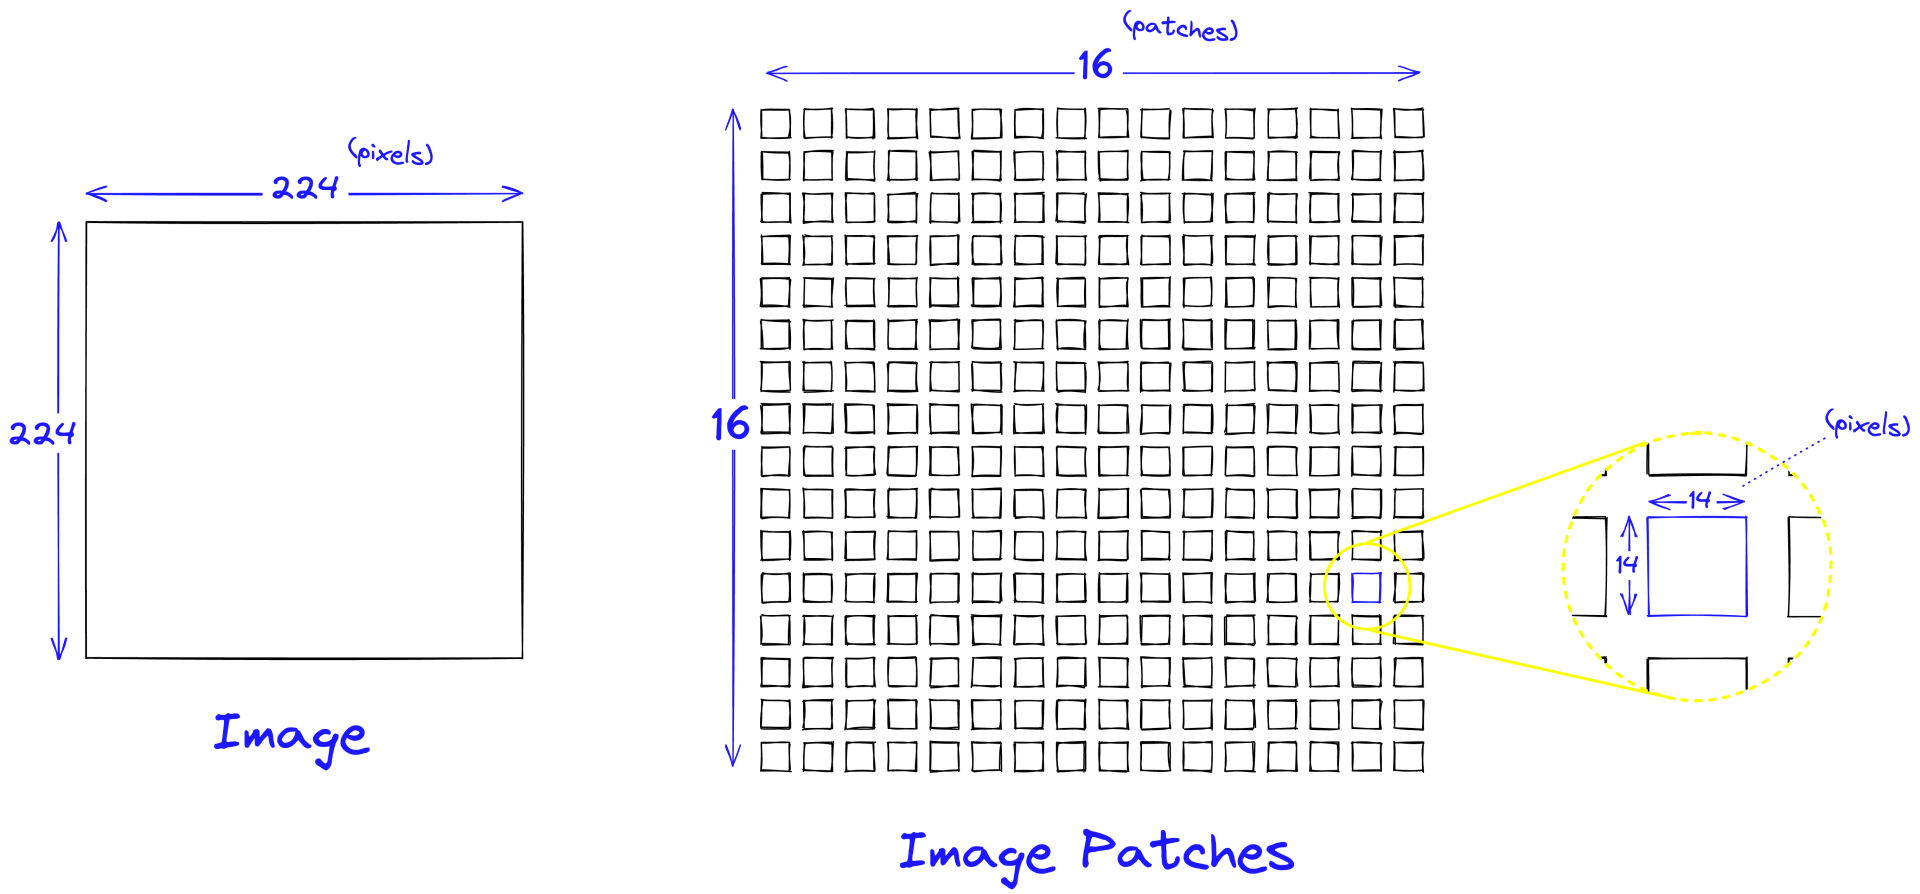 (pixels)
224
224
Image
(patches)
16
16
Image Patches
(pixels)
14
14